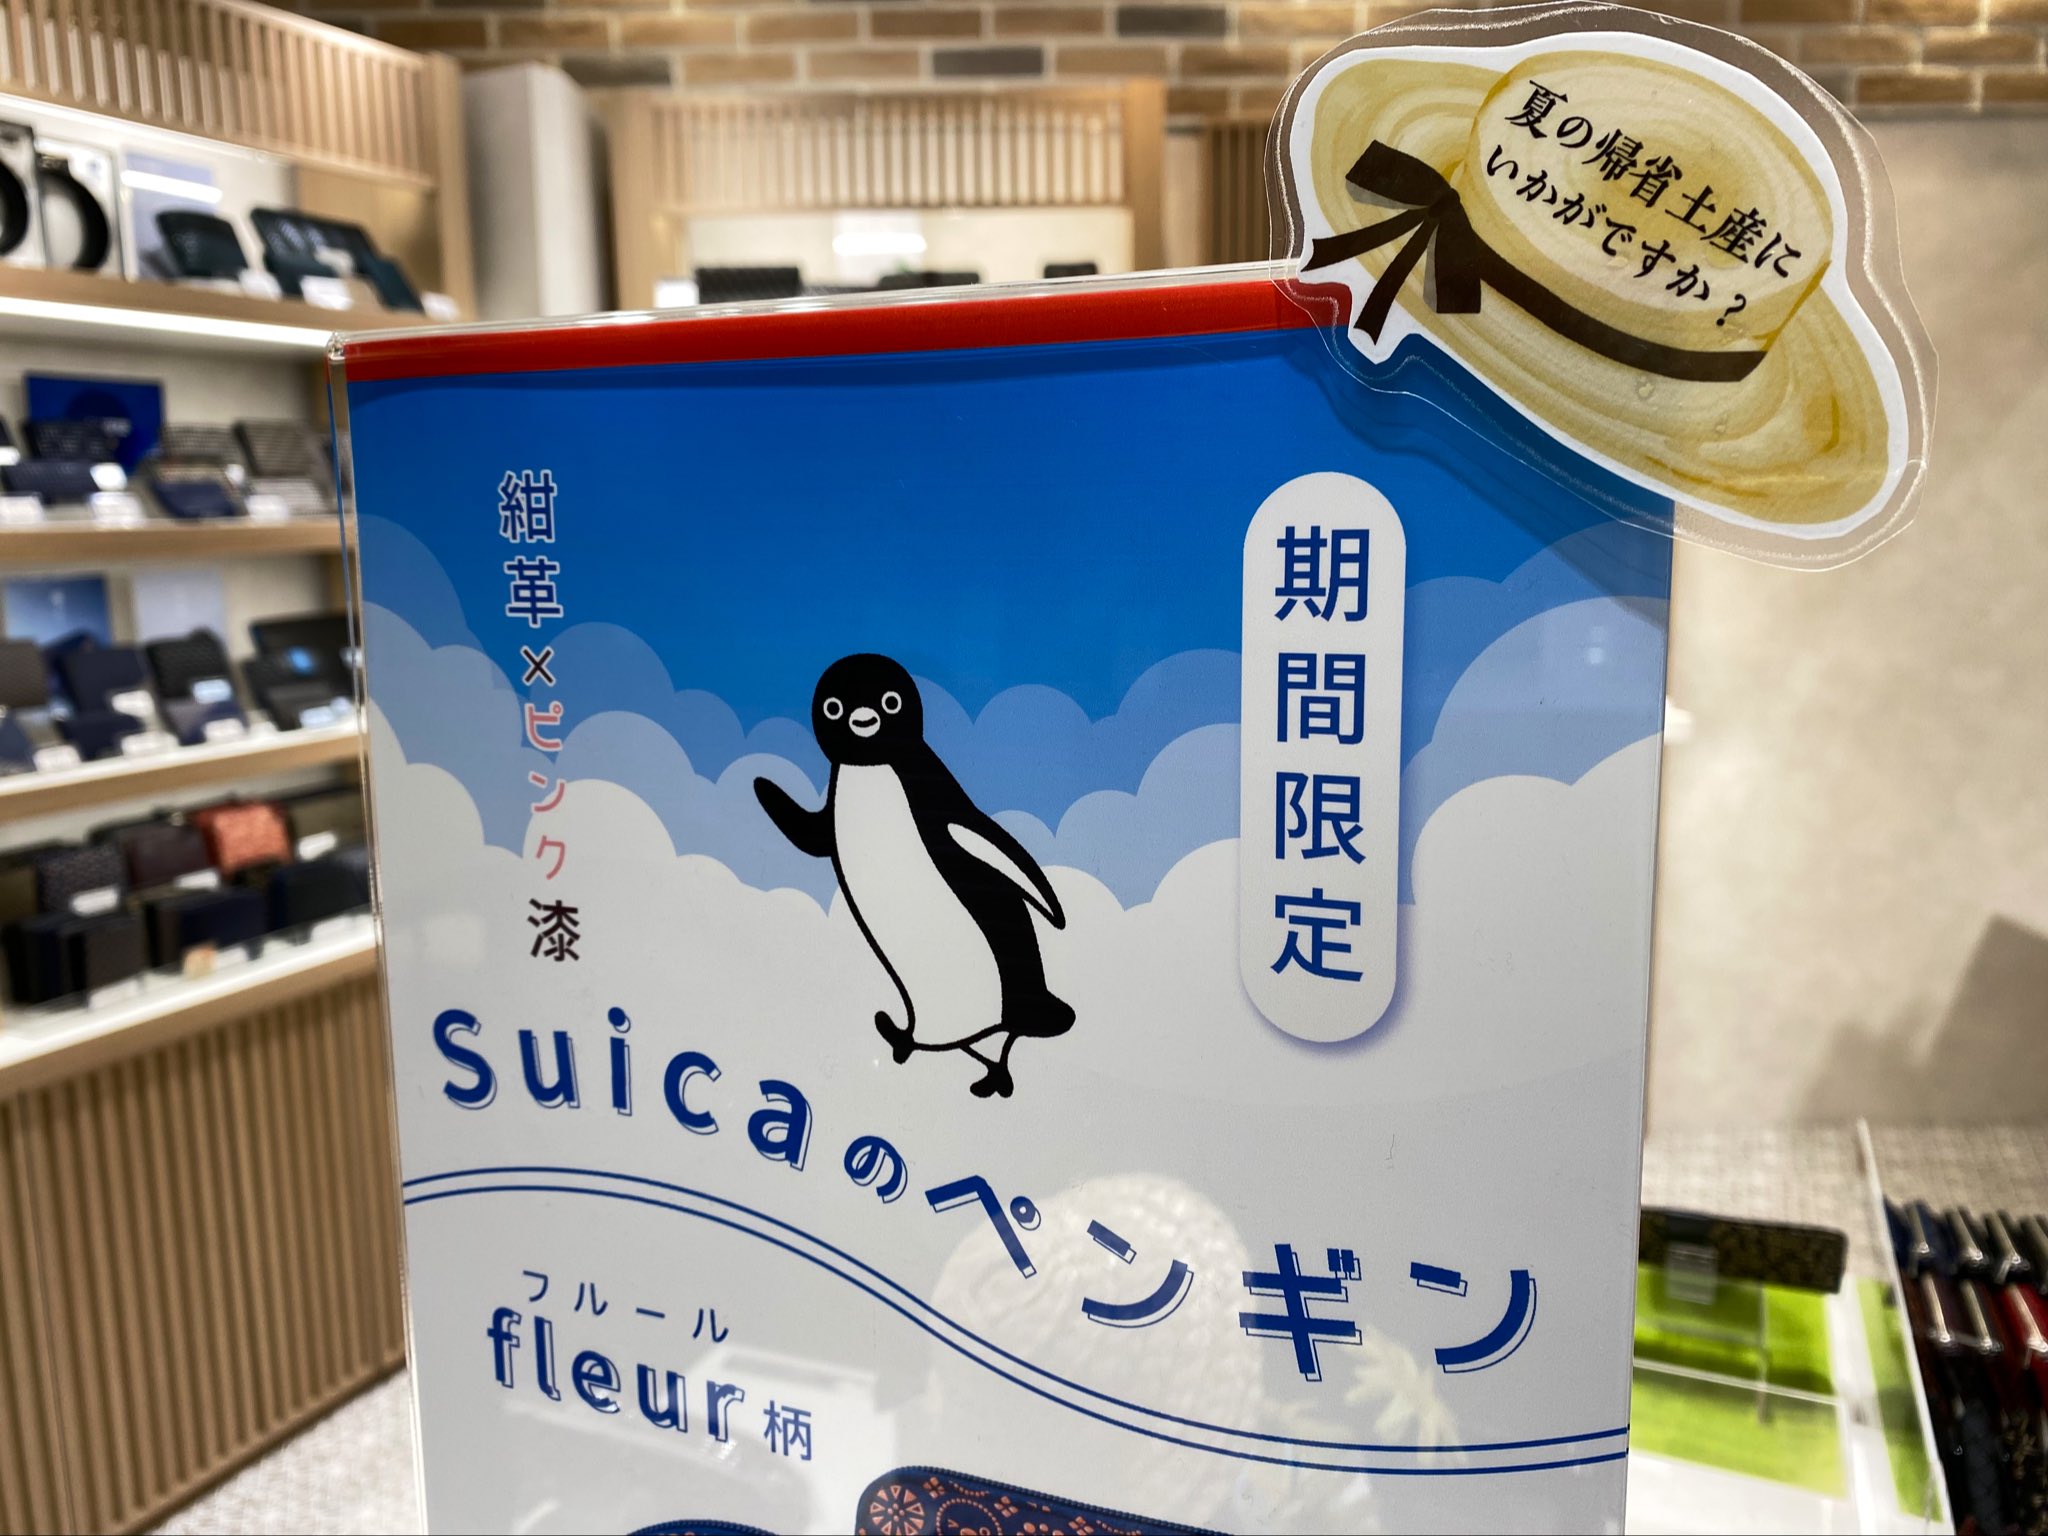 夏の帰省土産に
いかがですか？
期間限定
紺革×ピンク漆
suicaのペンギン
フルール
fleur柄